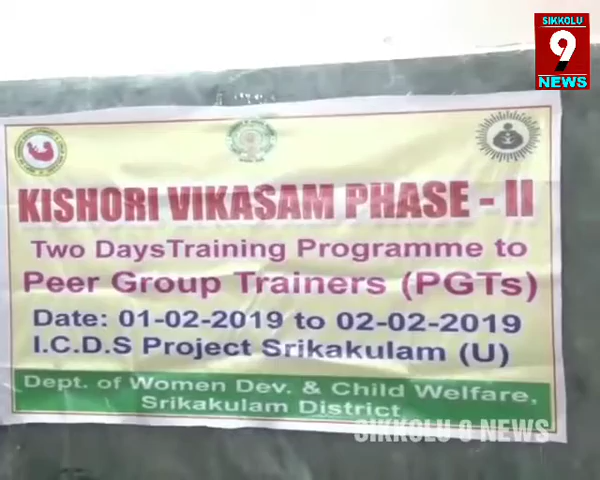 SIKKOLU
9
NEWS
KISHORI VIKASAM PHASE - II
Two DaysTraining Programme to
Peer Group Trainers (PGTs)
Date: 01-02-2019 to 02-02-2019
I.C.D.S Project Srikakulam (U)
Dept. of Women Dev. & Child Welfare,
Srikakulam District
SIKKOLU 9 NEWS